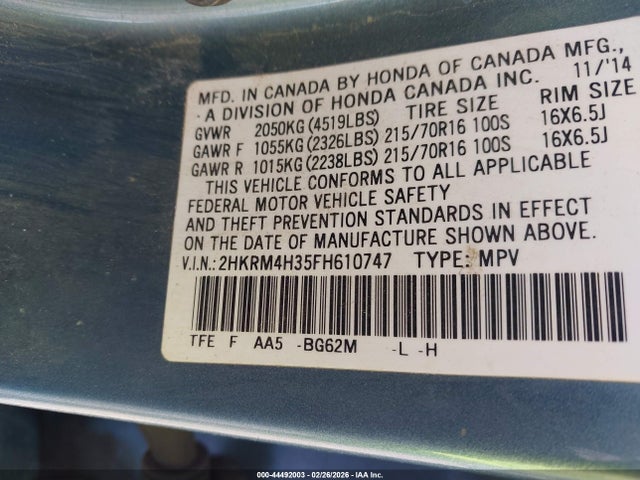 MFD. IN CANADA BY HONDA OF CANADA MFG.,
A DIVISION OF HONDA CANADA INC. 11/'14
GVWR 2050KG (4519LBS) TIRE SIZE RIM SIZE
GAWR F 1055KG (2326LBS) 215/70R16 100S 16X6.5J
GAWR R 1015KG (2238LBS) 215/70R16 100S 16X6.5J
THIS VEHICLE CONFORMS TO ALL APPLICABLE
FEDERAL MOTOR VEHICLE SAFETY
AND THEFT PREVENTION STANDARDS IN EFFECT
ON THE DATE OF MANUFACTURE SHOWN ABOVE.
V.I.N.: 2HKRM4H35FH610747 TYPE: MPV
TFE F AA5 -BG62M -L -H
000-44492003 - 02/26/2026 - IAA Inc.